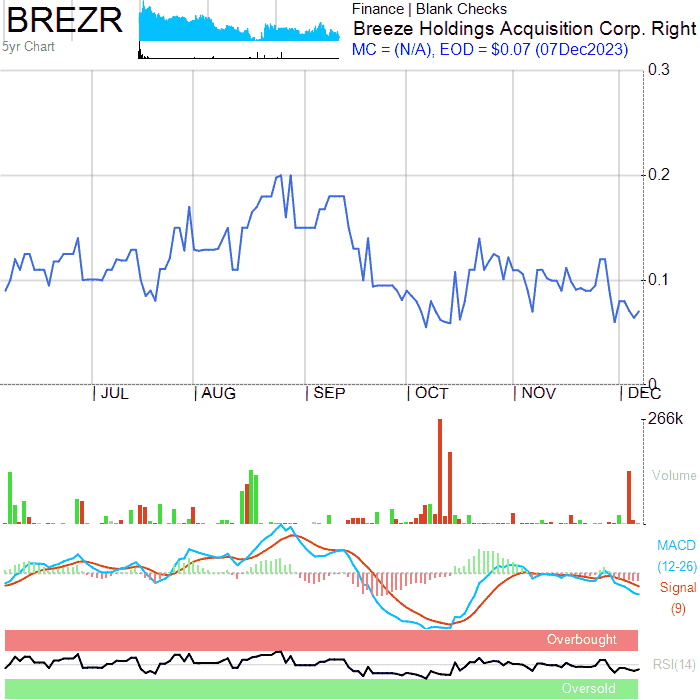 BREZR
5yr Chart
Finance | Blank Checks
Breeze Holdings Acquisition Corp. Right
MC = (N/A), EOD = $0.07 (07Dec2023)
0.3
0.2
0.1
0
JUL AUG SEP OCT NOV DEC
266k
Volume
MACD
(12-26)
Signal
(9)
Overbought
RSI(14)
Oversold